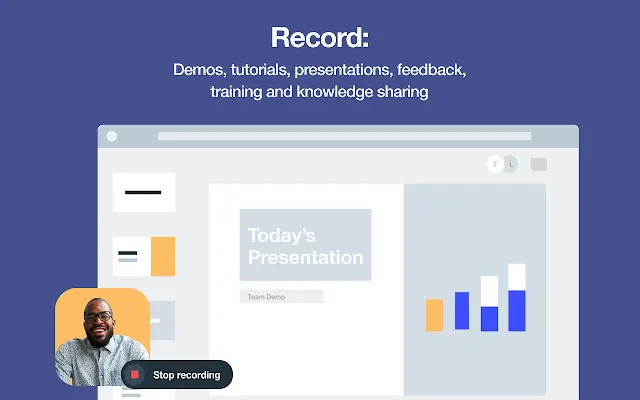 Record:
Demos, tutorials, presentations, feedback,
training and knowledge sharing
T L
Today's
Presentation
Team Demo
Stop recording